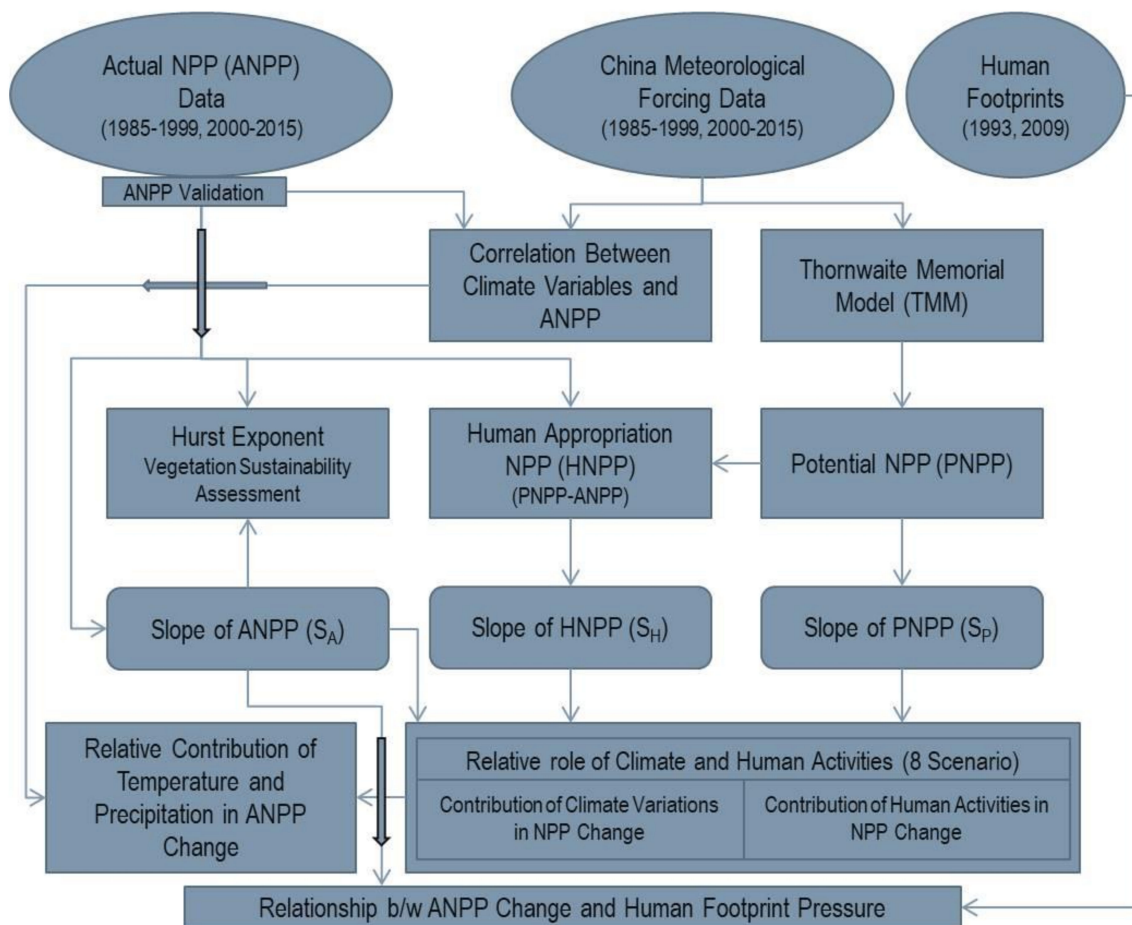 Actual NPP (ANPP)
Data
(1985-1999, 2000-2015)
China Meteorological
Forcing Data
(1985-1999, 2000-2015)
Human
Footprints
(1993, 2009)
ANPP Validation
Correlation Between
Climate Variables and
ANPP
Thornwaite Memorial
Model (TMM)
Hurst Exponent
Vegetation Sustainability
Assessment
Human Appropriation
NPP (HNPP)
(PNPP-ANPP)
Potential NPP (PNPP)
Slope of ANPP (SA)
Slope of HNPP (SH)
Slope of PNPP (SP)
Relative Contribution of
Temperature and
Precipitation in ANPP
Change
Relative role of Climate and Human Activities (8 Scenario)
Contribution of Climate Variations
in NPP Change
Contribution of Human Activities in
NPP Change
Relationship b/w ANPP Change and Human Footprint Pressure